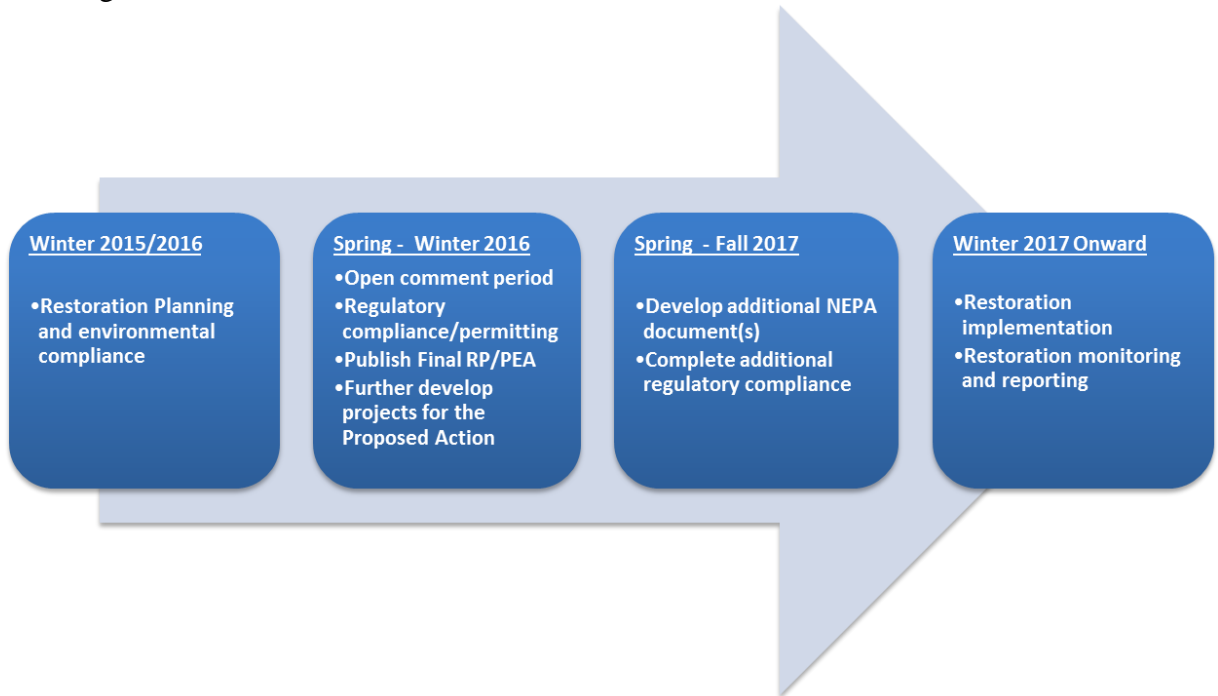 Winter 2015/2016
•Restoration Planning
and environmental
compliance
Spring - Winter 2016
•Open comment period
•Regulatory
compliance/permitting
•Publish Final RP/PEA
•Further develop
projects for the
Proposed Action
Spring - Fall 2017
•Develop additional NEPA
document(s)
•Complete additional
regulatory compliance
Winter 2017 Onward
•Restoration
implementation
•Restoration monitoring
and reporting